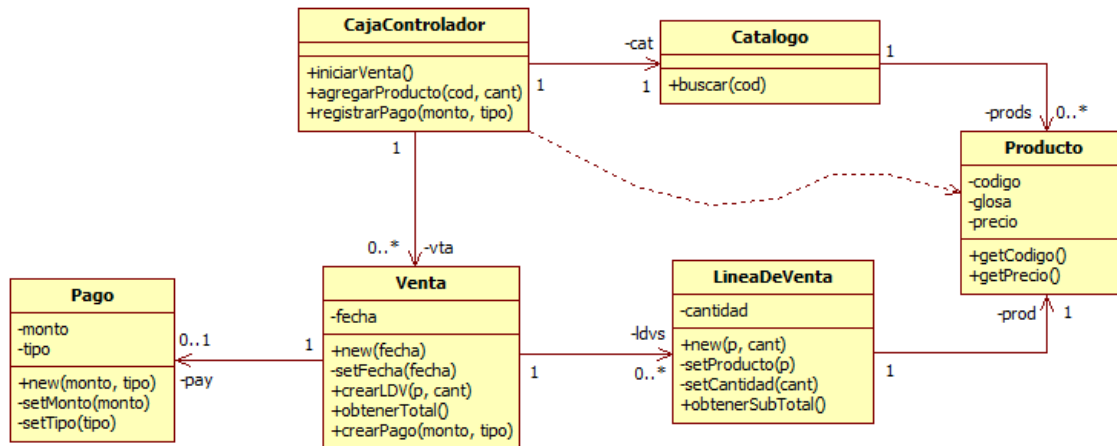 CajaControlador
+iniciarVenta()
+agregarProducto(cod, cant)
+registrarPago(monto, tipo)
-cat
1
1
Catalogo
+buscar(cod)
1
-prods
0..*
Producto
-codigo
-glosa
-precio
+getCodigo()
+getPrecio()
1
0..*
-vta
Pago
-monto
-tipo
+new(monto, tipo)
-setMonto(monto)
-setTipo(tipo)
0..1
-pay
1
Venta
-fecha
+new(fecha)
-setFecha(fecha)
+crearLDV(p, cant)
+obtenerTotal()
+crearPago(monto, tipo)
-ldvs
1
0..*
LineaDeVenta
-cantidad
+new(p, cant)
-setProducto(p)
-setCantidad(cant)
+obtenerSubTotal()
-prod
1
1